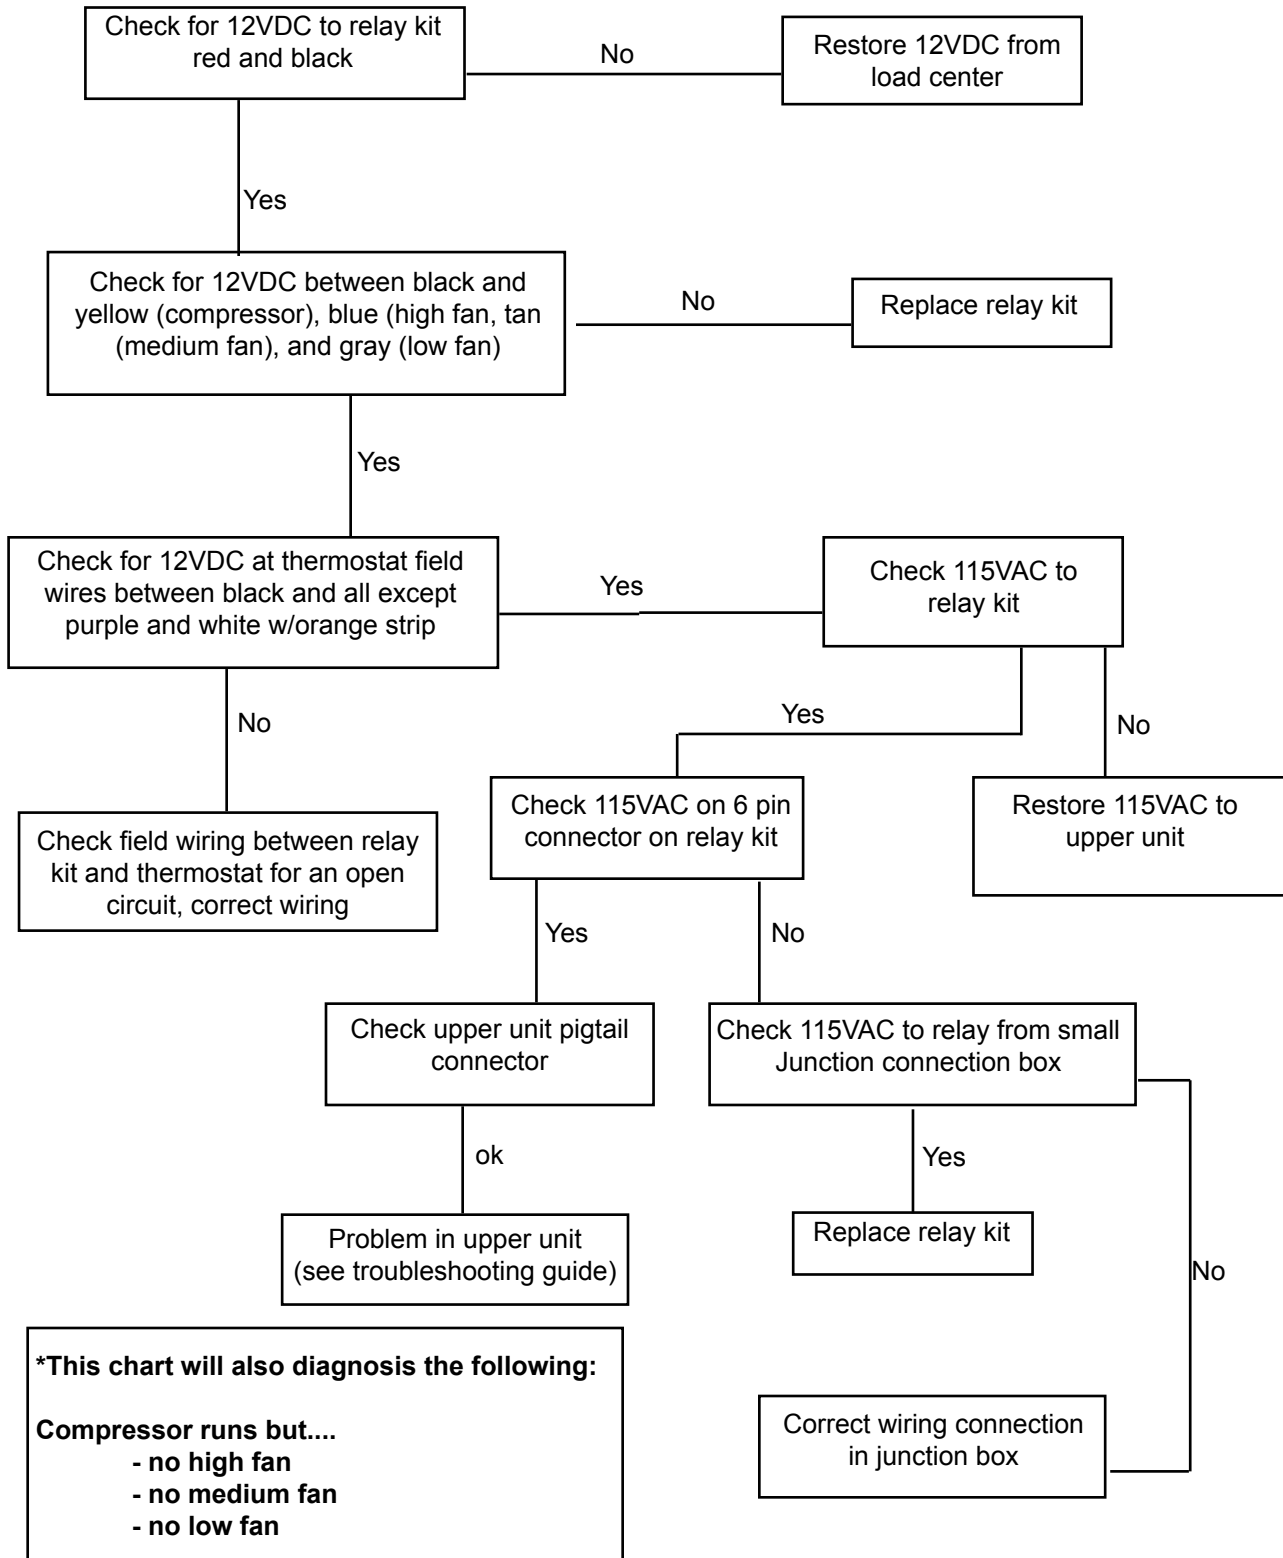 Check for 12VDC to relay kit
red and black
No
Restore 12VDC from
load center
Yes
Check for 12VDC between black and
yellow (compressor), blue (high fan, tan
(medium fan), and gray (low fan)
No
Replace relay kit
Yes
Check for 12VDC at thermostat field
wires between black and all except
purple and white w/orange strip
Yes
Check 115VAC to
relay kit
No
Yes
No
Check field wiring between relay
kit and thermostat for an open
circuit, correct wiring
Check 115VAC on 6 pin
connector on relay kit
Restore 115VAC to
upper unit
Yes
No
Check upper unit pigtail
connector
Check 115VAC to relay from small
Junction connection box
ok
Yes
No
Problem in upper unit
(see troubleshooting guide)
Replace relay kit
Correct wiring connection
in junction box
*This chart will also diagnosis the following:
Compressor runs but....
- no high fan
- no medium fan
- no low fan